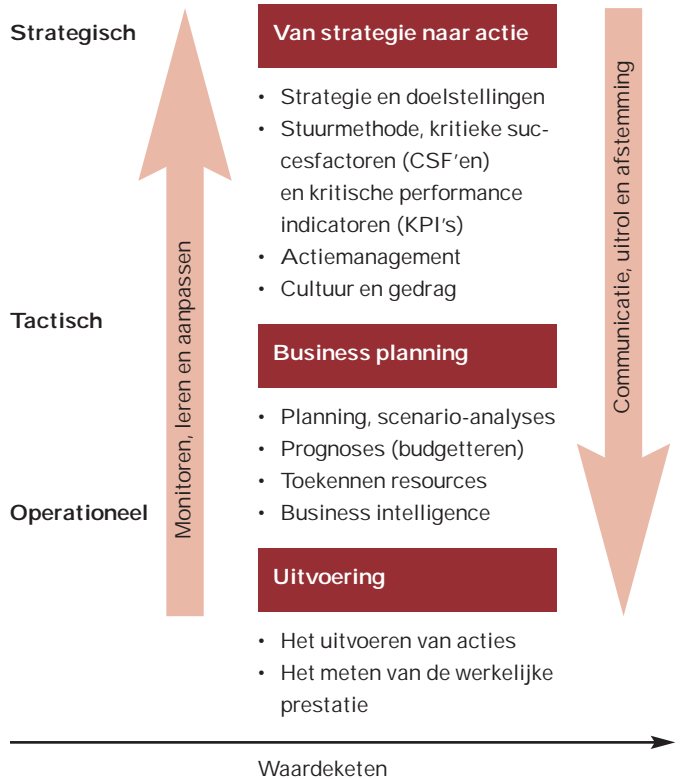 Strategisch
Van strategie naar actie
• Strategie en doelstellingen
• Stuurmethode, kritieke suc-
cesfactoren (CSF'en)
en kritische performance
indicatoren (KPI's)
• Actiemanagement
• Cultuur en gedrag
Tactisch
Business planning
• Planning, scenario-analyses
• Prognoses (budgetteren)
• Toekennen resources
• Business intelligence
Operationeel
Uitvoering
• Het uitvoeren van acties
• Het meten van de werkelijke
prestatie
Monitoren, leren en aanpassen
Communicatie, uitrol en afstemming
Waardeketen